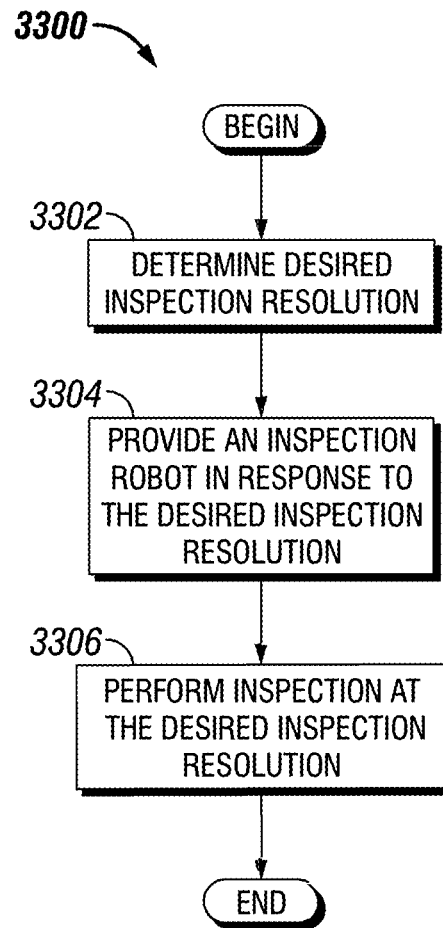 3300
BEGIN
3302
DETERMINE DESIRED
INSPECTION RESOLUTION
3304
PROVIDE AN INSPECTION
ROBOT IN RESPONSE TO
THE DESIRED INSPECTION
RESOLUTION
3306
PERFORM INSPECTION AT
THE DESIRED INSPECTION
RESOLUTION
END